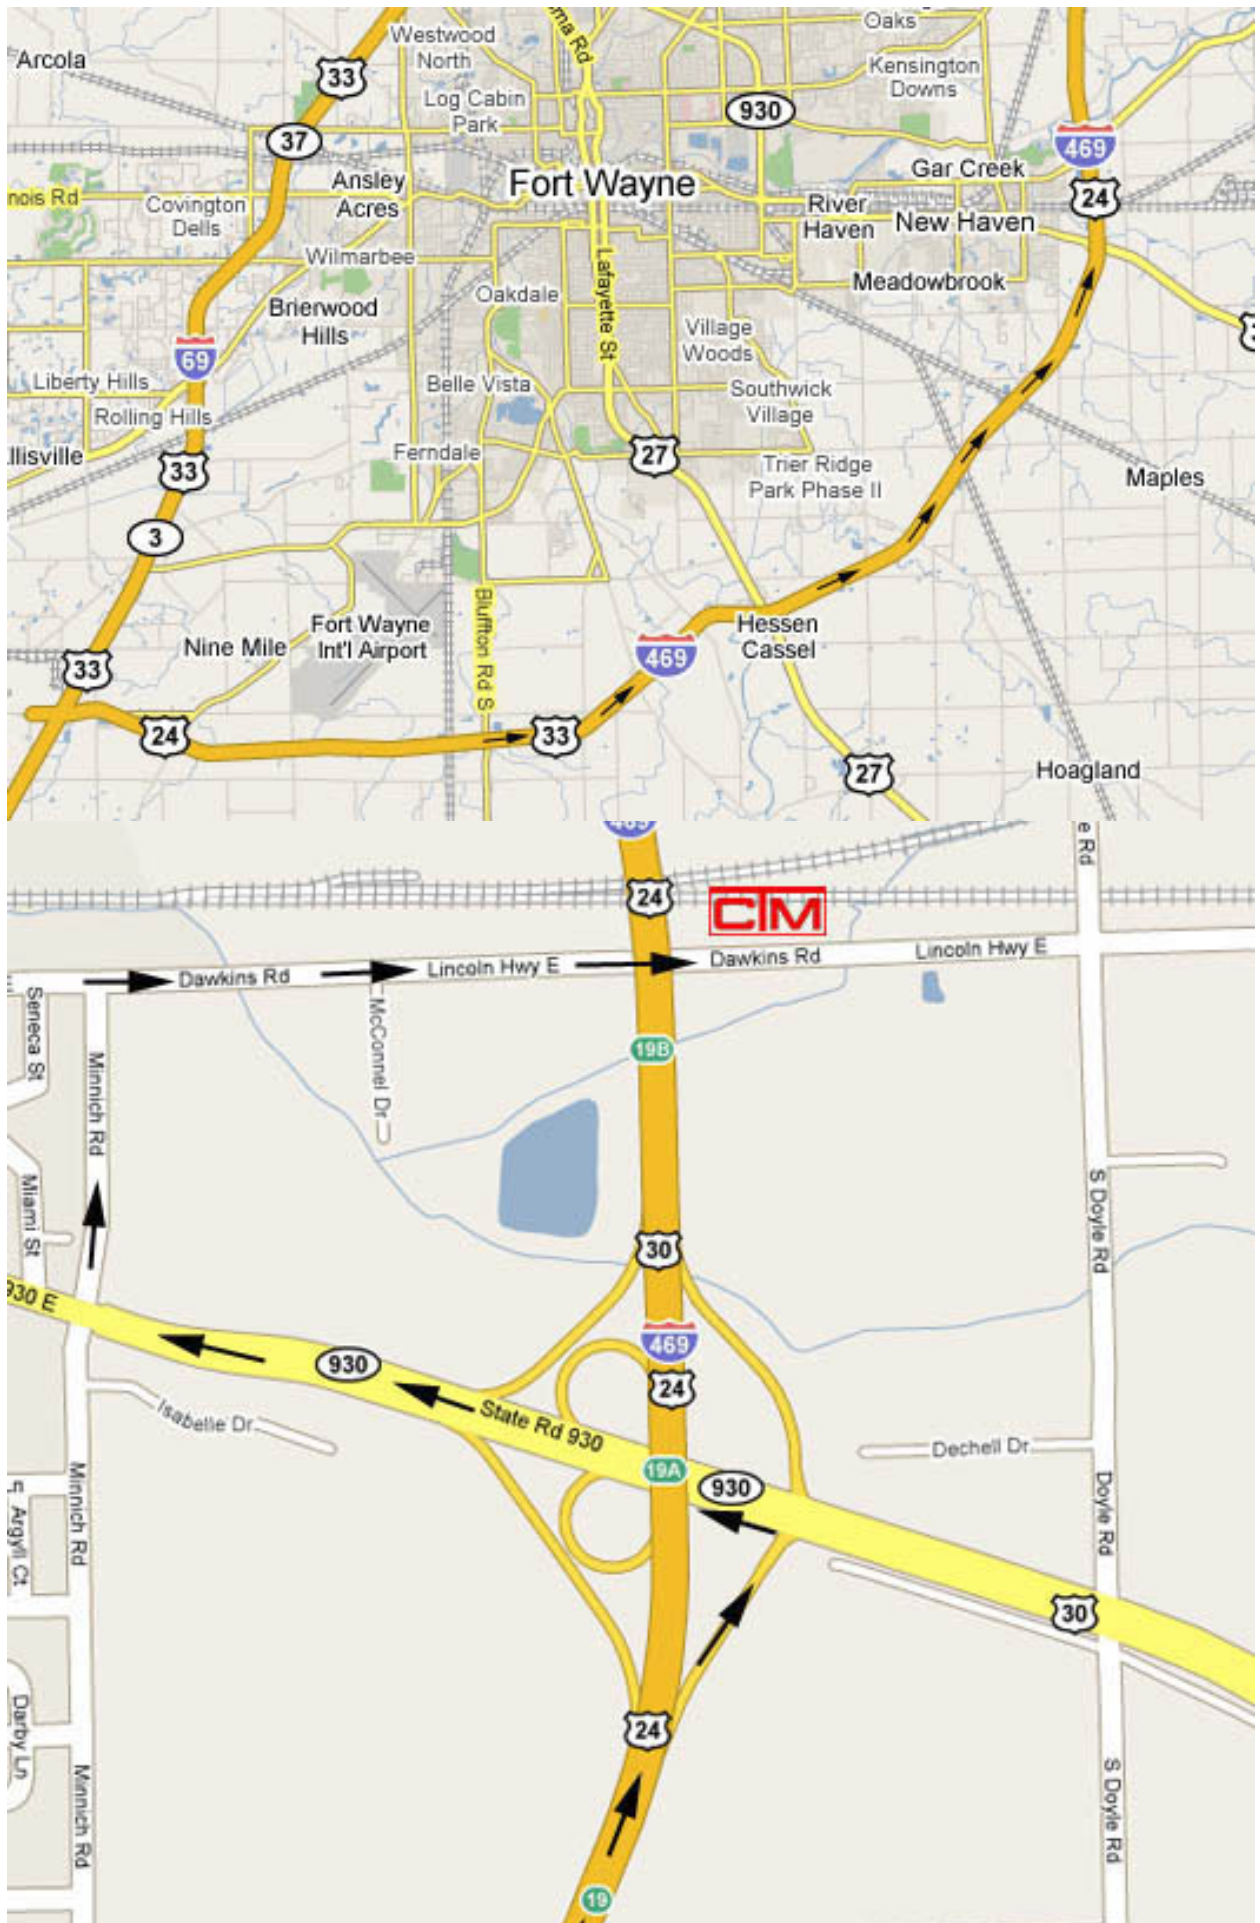 Oaks
Westwood
North
Arcola
33
Kensington
Downs
Log Cabin
Park
930
37
469
Gar Creek
Ansley
Acres
Fort Wayne
24
Covington
Dells
River
Haven
New Haven
Wilmarbee
Meadowbrook
Oakdale
Lafayette St
Brierwood
Hills
Village
Woods
69
Liberty Hills
Belle Vista
Southwick
Village
Rolling Hills
33
Ferndale
27
Trier Ridge
Park Phase II
Maples
3
Bluffton Rd S
Fort Wayne
Int'l Airport
Nine Mile
Hessen
Cassel
33
469
24
33
27
Hoagland
24
CTM
Dawkins Rd
Lincoln Hwy E
Dawkins Rd
Lincoln Hwy E
Seneca St
McConnel Dr
Minnich Rd
19B
Miami St
S Doyle Rd
30
930 E
469
930
24
State Rd 930
Isabelle Dr
Dechell Dr
19A
930
Minnich Rd
Argyll Ct
Doyle Rd
30
Darby Ln
24
Minnich Rd
S Doyle Rd
19